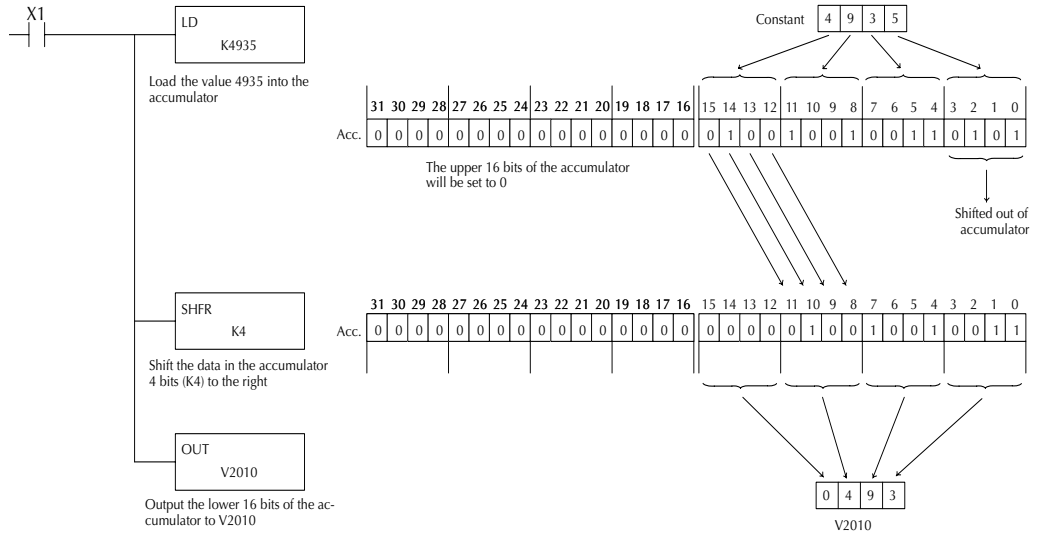 X1
LD
K4935
Load the value 4935 into the
accumulator
Constant 4 9 3 5
31 30 29 28 27 26 25 24 23 22 21 20 19 18 17 16 15 14 13 12 11 10 9 8 7 6 5 4 3 2 1 0
Acc. 0 0 0 0 0 0 0 0 0 0 0 0 0 0 0 0 0 1 0 0 1 0 0 1 0 0 1 1 0 1 0 1
The upper 16 bits of the accumulator
will be set to 0
Shifted out of
accumulator
SHFR
K4
Shift the data in the accumulator
4 bits (K4) to the right
31 30 29 28 27 26 25 24 23 22 21 20 19 18 17 16 15 14 13 12 11 10 9 8 7 6 5 4 3 2 1 0
Acc. 0 0 0 0 0 0 0 0 0 0 0 0 0 0 0 0 0 0 0 0 0 1 0 0 1 0 0 1 0 0 1 1
OUT
V2010
Output the lower 16 bits of the ac-
cumulator to V2010
0 4 9 3
V2010